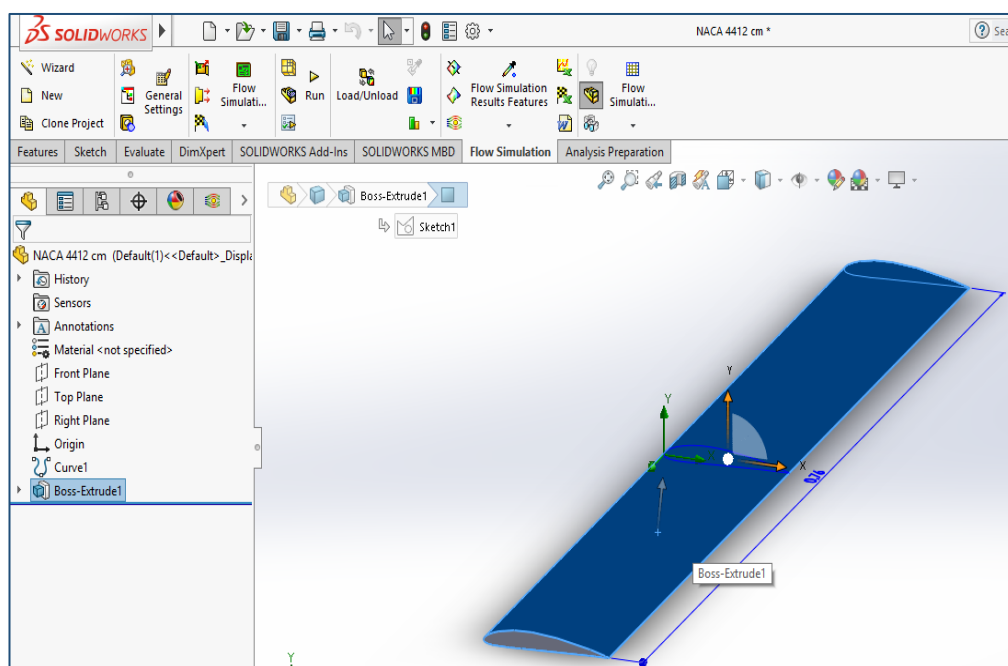 SOLIDWORKS
NACA 4412 cm *
Sea
Wizard
New
Clone Project
General Settings
Flow Simulati...
Run
Load/Unload
Flow Simulation Results Features
Flow Simulati...
Features
Sketch
Evaluate
DimXpert
SOLIDWORKS Add-Ins
SOLIDWORKS MBD
Flow Simulation
Analysis Preparation
Boss-Extrude1
Sketch1
NACA 4412 cm (Default(1)<<Default>_Displa
History
Sensors
Annotations
Material <not specified>
Front Plane
Top Plane
Right Plane
Origin
Curve1
Boss-Extrude1
Y
Y
X
0.76
Boss-Extrude1
Y